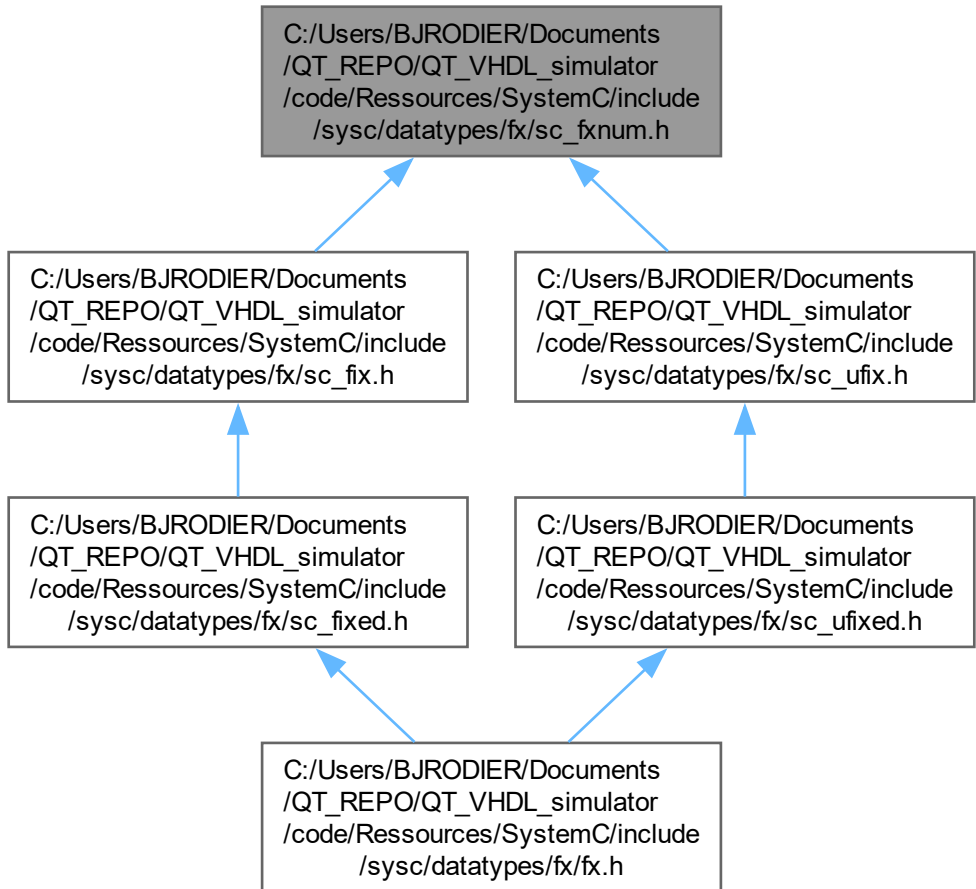 C:/Users/BJRODIER/Documents
/QT_REPO/QT_VHDL_simulator
/code/Ressources/SystemC/include
/sysc/datatypes/fx/sc_fxnum.h
C:/Users/BJRODIER/Documents
/QT_REPO/QT_VHDL_simulator
/code/Ressources/SystemC/include
/sysc/datatypes/fx/sc_fix.h
C:/Users/BJRODIER/Documents
/QT_REPO/QT_VHDL_simulator
/code/Ressources/SystemC/include
/sysc/datatypes/fx/sc_ufix.h
C:/Users/BJRODIER/Documents
/QT_REPO/QT_VHDL_simulator
/code/Ressources/SystemC/include
/sysc/datatypes/fx/sc_fixed.h
C:/Users/BJRODIER/Documents
/QT_REPO/QT_VHDL_simulator
/code/Ressources/SystemC/include
/sysc/datatypes/fx/sc_ufixed.h
C:/Users/BJRODIER/Documents
/QT_REPO/QT_VHDL_simulator
/code/Ressources/SystemC/include
/sysc/datatypes/fx/fx.h